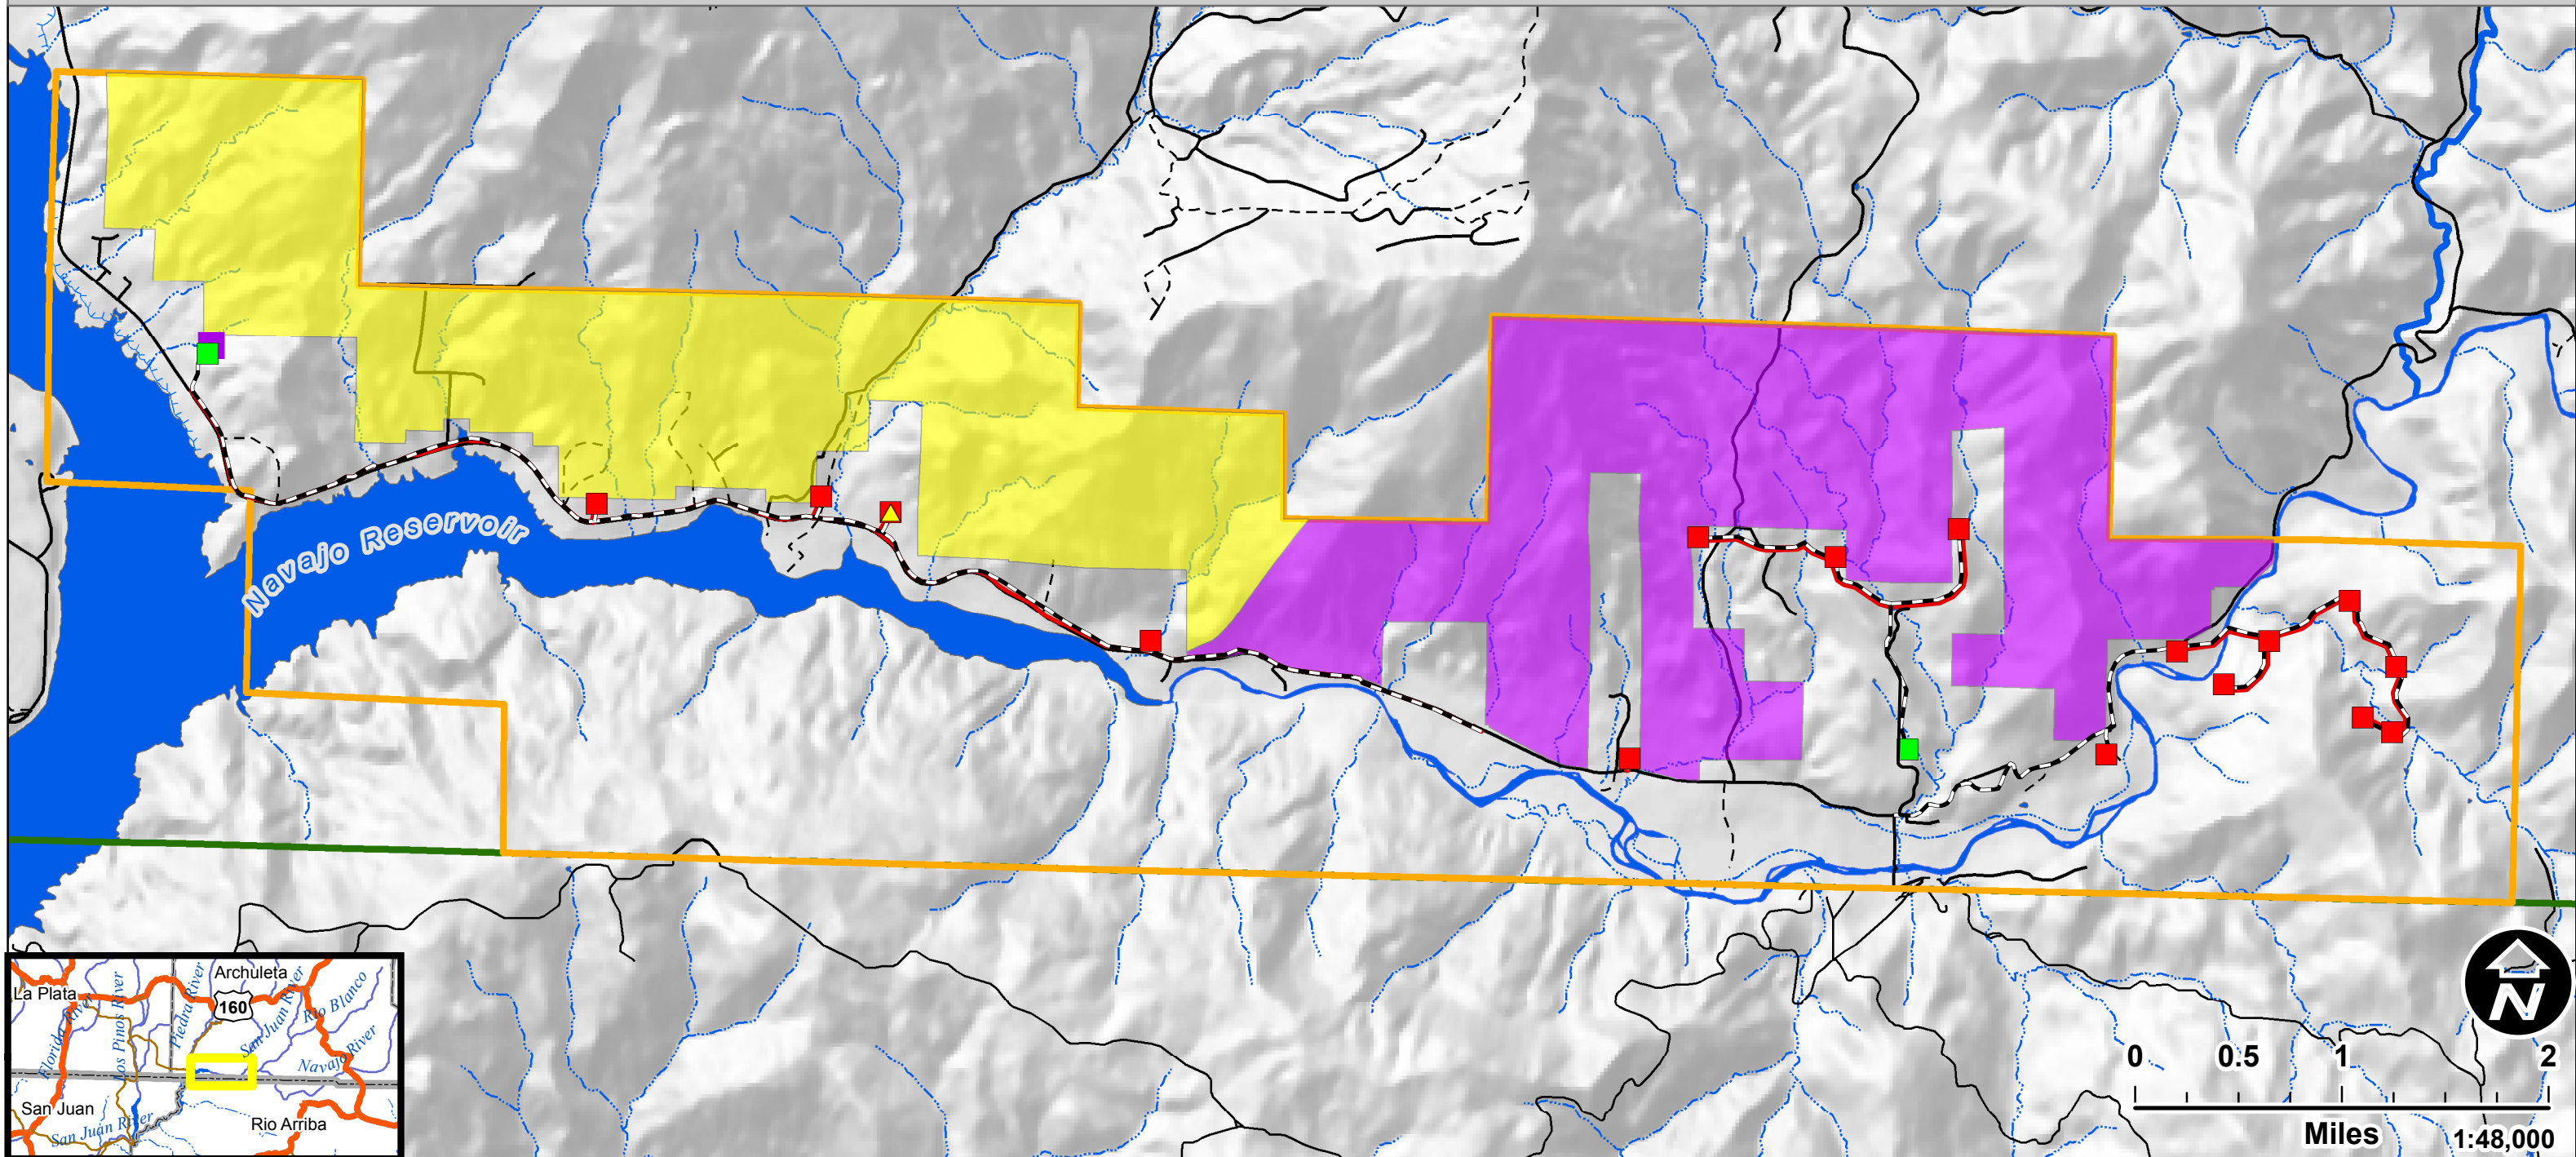 Navajo Reservoir
Archuleta
La Plata
160
Florida River
Los Pinos River
Piedra River
San Juan River
Rio Blanco
Navajo River
San Juan
San Juan River
Rio Arriba
N
0 0.5 1 2
Miles 1:48,000